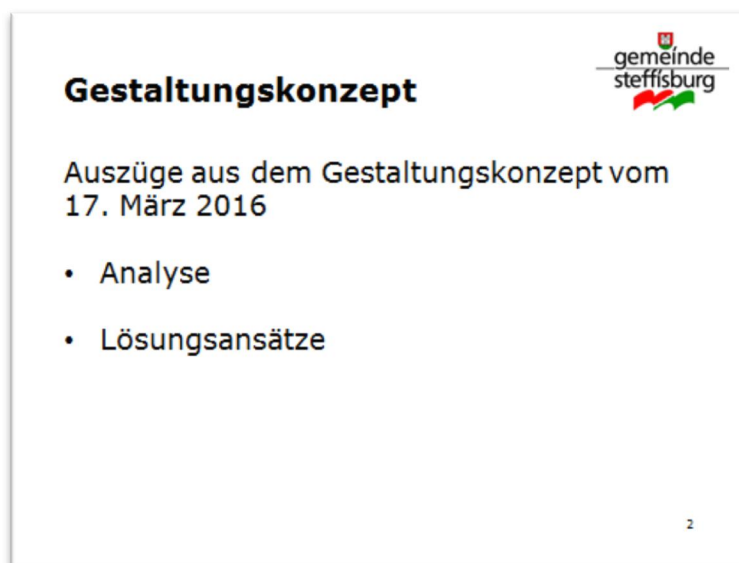 gemeinde
steffisburg
Gestaltungskonzept
Auszüge aus dem Gestaltungskonzept vom
17. März 2016
• Analyse
• Lösungsansätze
2